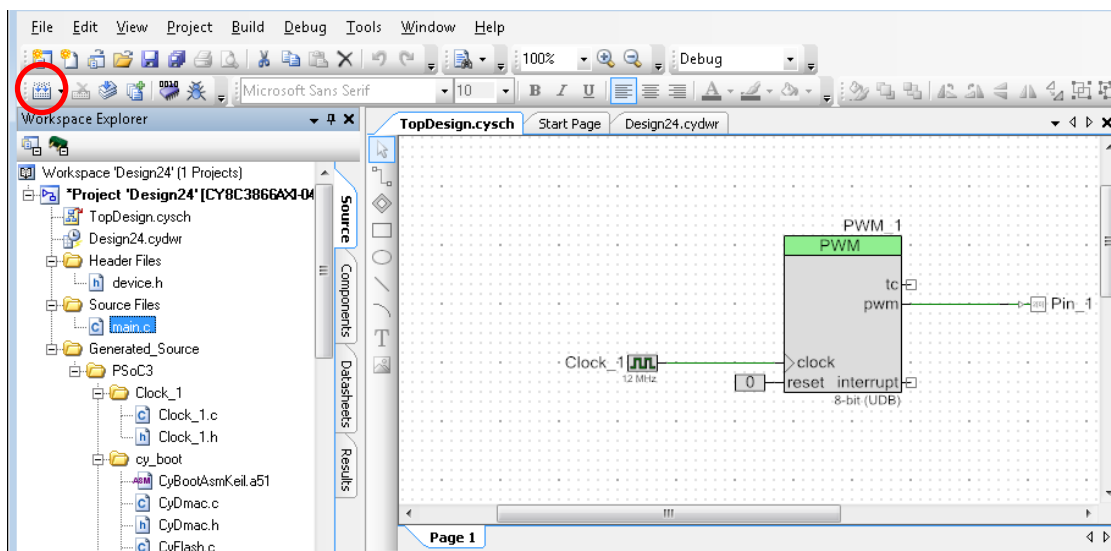 File Edit View Project Build Debug Tools Window Help
100% Debug
Microsoft Sans Serif 10 B I U A
Workspace Explorer
TopDesign.cysch Start Page Design24.cydwr
Workspace 'Design24' (1 Projects)
*Project 'Design24' [CY8C3866AXI-04
TopDesign.cysch
Design24.cydwr
Header Files
device.h
Source Files
main.c
Generated_Source
PSoC3
Clock_1
Clock_1.c
Clock_1.h
cy_boot
CyBootAsmKeil.a51
CyDmac.c
CyDmac.h
CyFlash.c
Source
Components
Datasheets
Results
T
PWM_1
PWM
tc
pwm
Pin_1
Clock_1
12 MHz
clock
0
reset interrupt
8-bit (UDB)
Page 1